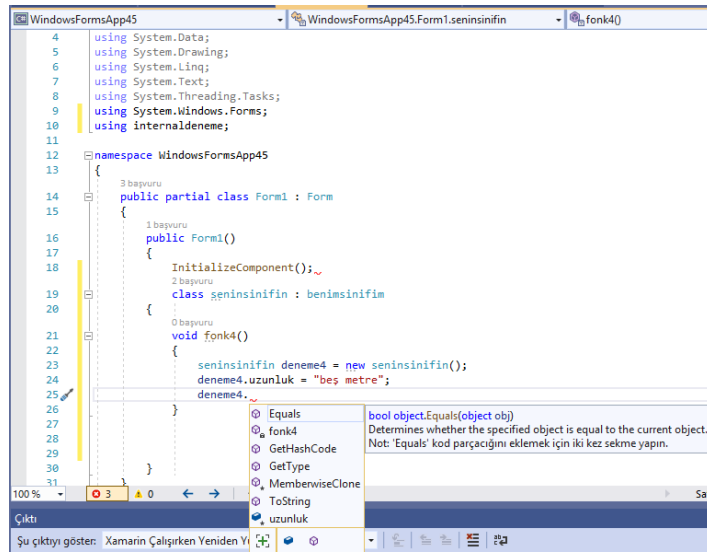 WindowsFormsApp45 WindowsFormsApp45.Form1.seninsinifin fonk4()
4 using System.Data;
5 using System.Drawing;
6 using System.Linq;
7 using System.Text;
8 using System.Threading.Tasks;
9 using System.Windows.Forms;
10 using internaldeneme;
11
12 namespace WindowsFormsApp45
13 {
3 başvuru
14 public partial class Form1 : Form
15 {
1 başvuru
16 public Form1()
17 {
18 InitializeComponent();
2 başvuru
19 class seninsinifin : benimsinifim
20 {
0 başvuru
21 void fonk4()
22 {
23 seninsinifin deneme4 = new seninsinifin();
24 deneme4.uzunluk = "beş metre";
25 deneme4.
26 }
27
28
29
30 }
31 }
Equals
fonk4
GetHashCode
GetType
MemberwiseClone
ToString
uzunluk
bool object.Equals(object obj)
Determines whether the specified object is equal to the current object.
Not: 'Equals' kod parçacığını eklemek için iki kez sekme yapın.
100 % 3 0 Sa
Çıktı
Şu çıktıyı göster: Xamarin Çalışırken Yeniden Y